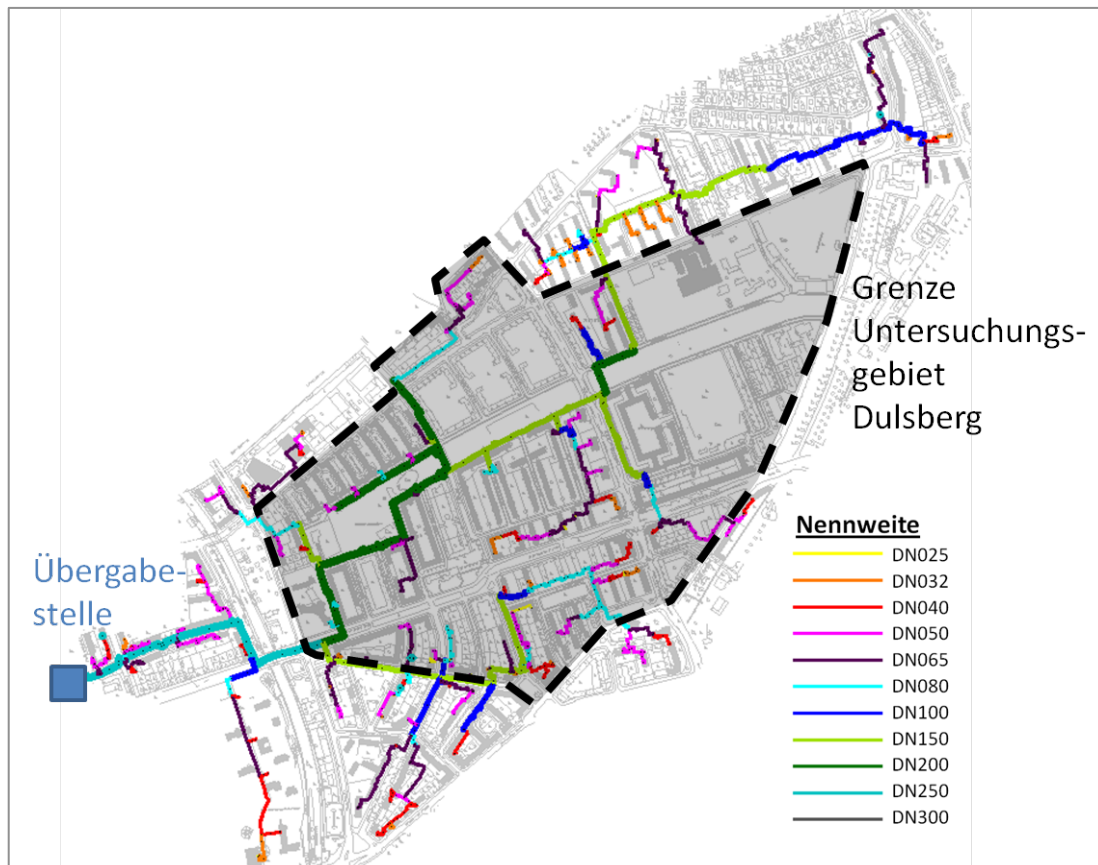 Grenze
Untersuchungs-
gebiet
Dulsberg
Übergabe-
stelle
Nennweite
DN025
DN032
DN040
DN050
DN065
DN080
DN100
DN150
DN200
DN250
DN300